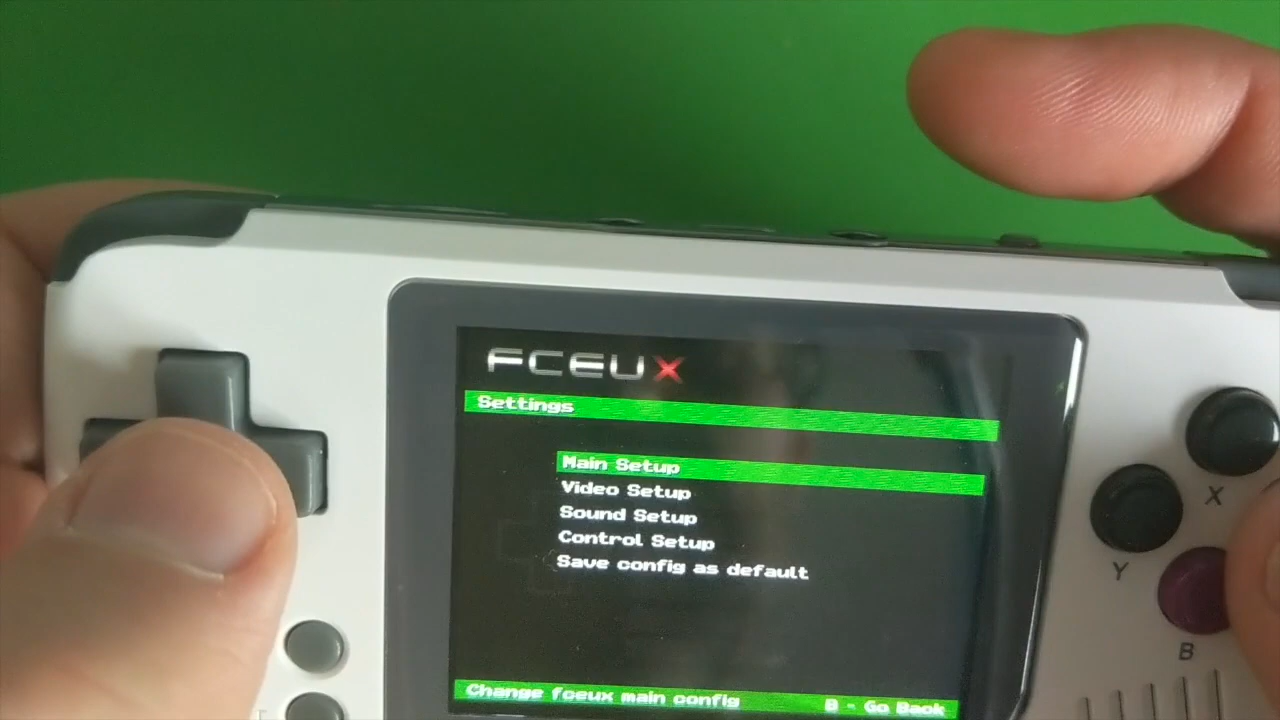 FCEUX
Settings
Main Setup
Video Setup
Sound Setup
Control Setup
Save config as default
Change fceux main config B - Go Back
X
Y
B